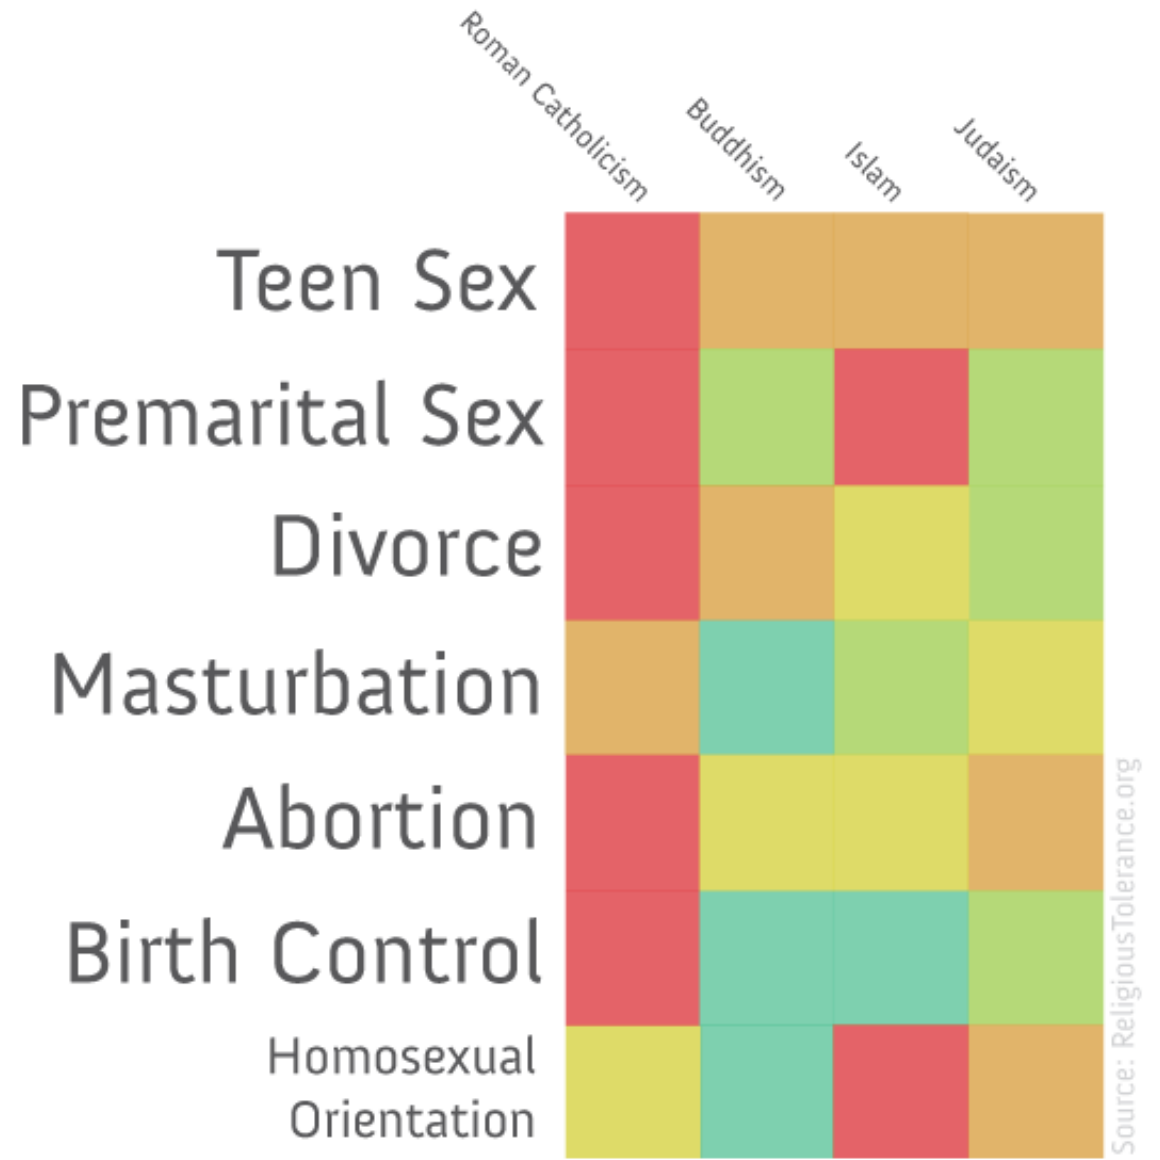 Roman Catholicism
Buddhism
Islam
Judaism
Teen Sex
Premarital Sex
Divorce
Masturbation
Abortion
Birth Control
Homosexual
Orientation
Source: ReligiousTolerance.org